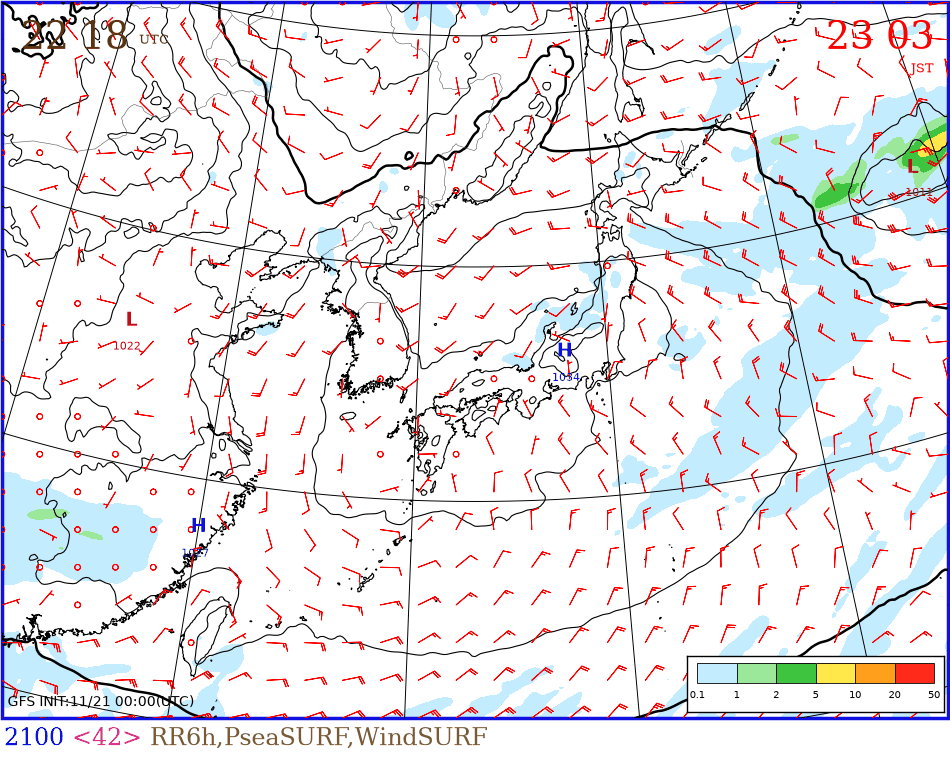 22 18 UTC
23 03
JST
L
1011
L
1022
H
1034
H
1027
GFS INIT:11/21 00:00(UTC)
0.1 1 2 5 10 20 50
2100 <42> RR6h,PseaSURF,WindSURF